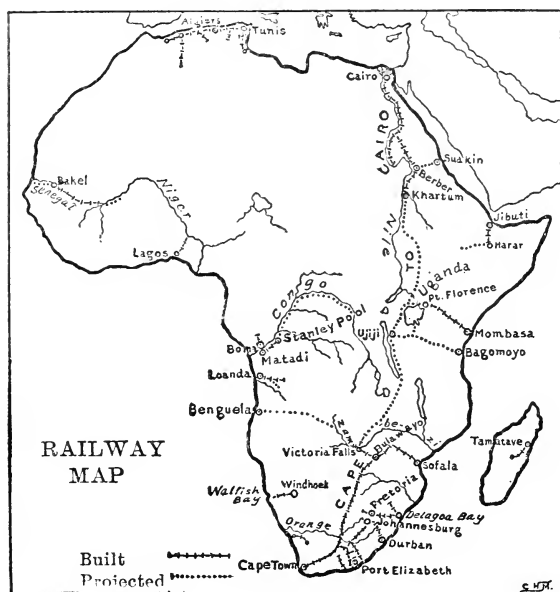 Algiers
Tunis
Cairo
CAIRO
Suakin
Berber
Khartum
Bakel
Senegal
Niger
Nile
Jibuti
Harar
Lagos
TO
Uganda
Congo
Pt. Florence
Stanley Pool
Ujiji
Mombasa
Boma
Matadi
Bagomoyo
Loanda
Benguela
Zambe
z
Tamatave
RAILWAY
MAP
Victoria Falls
Bulawayo
Sofala
CAPE
Windhoek
Walfish
Bay
Pretoria
Delagoa Bay
Johannesburg
Orange
Durban
Built
Projected
Cape Town
Port Elizabeth
C.H.M.